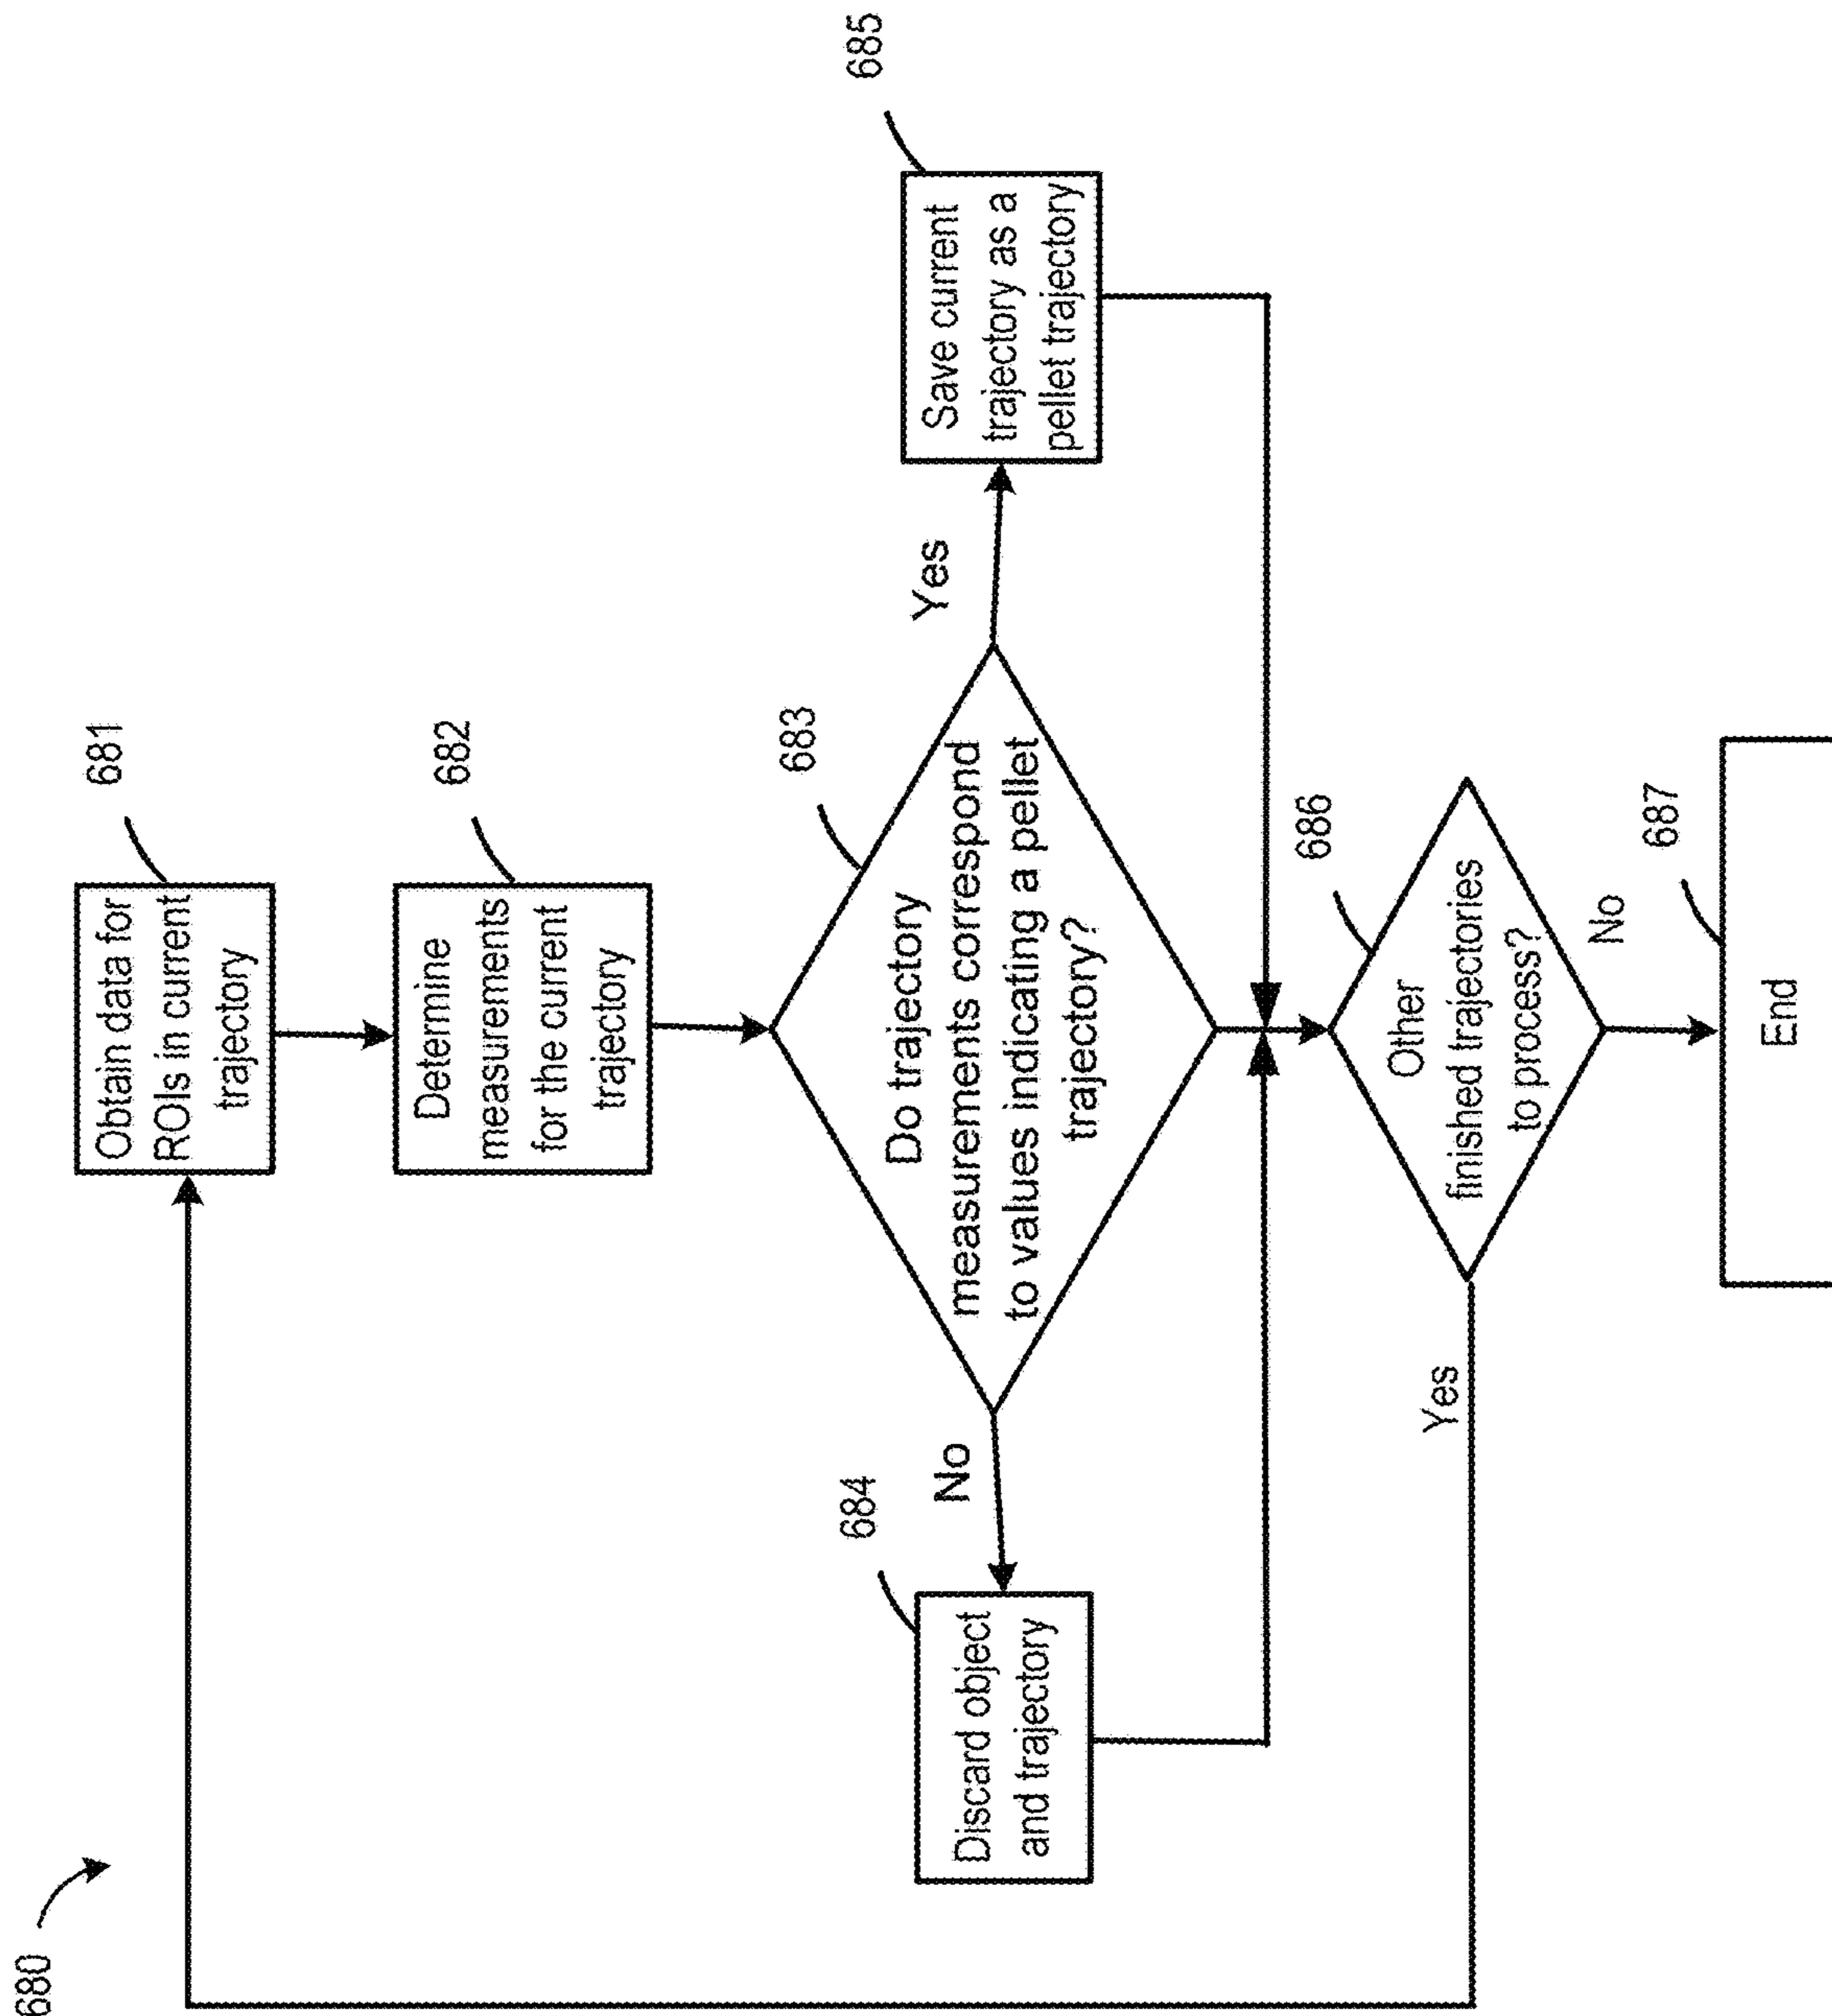 680
681
Obtain data for
ROIs in current
trajectory
682
Determine
measurements
for the current
trajectory
683
Do trajectory
measurements correspond
to values indicating a pellet
trajectory?
No
Yes
684
Discard object
and trajectory
685
Save current
trajectory as a
pellet trajectory
686
Other
finished trajectories
to process?
Yes
No
687
End